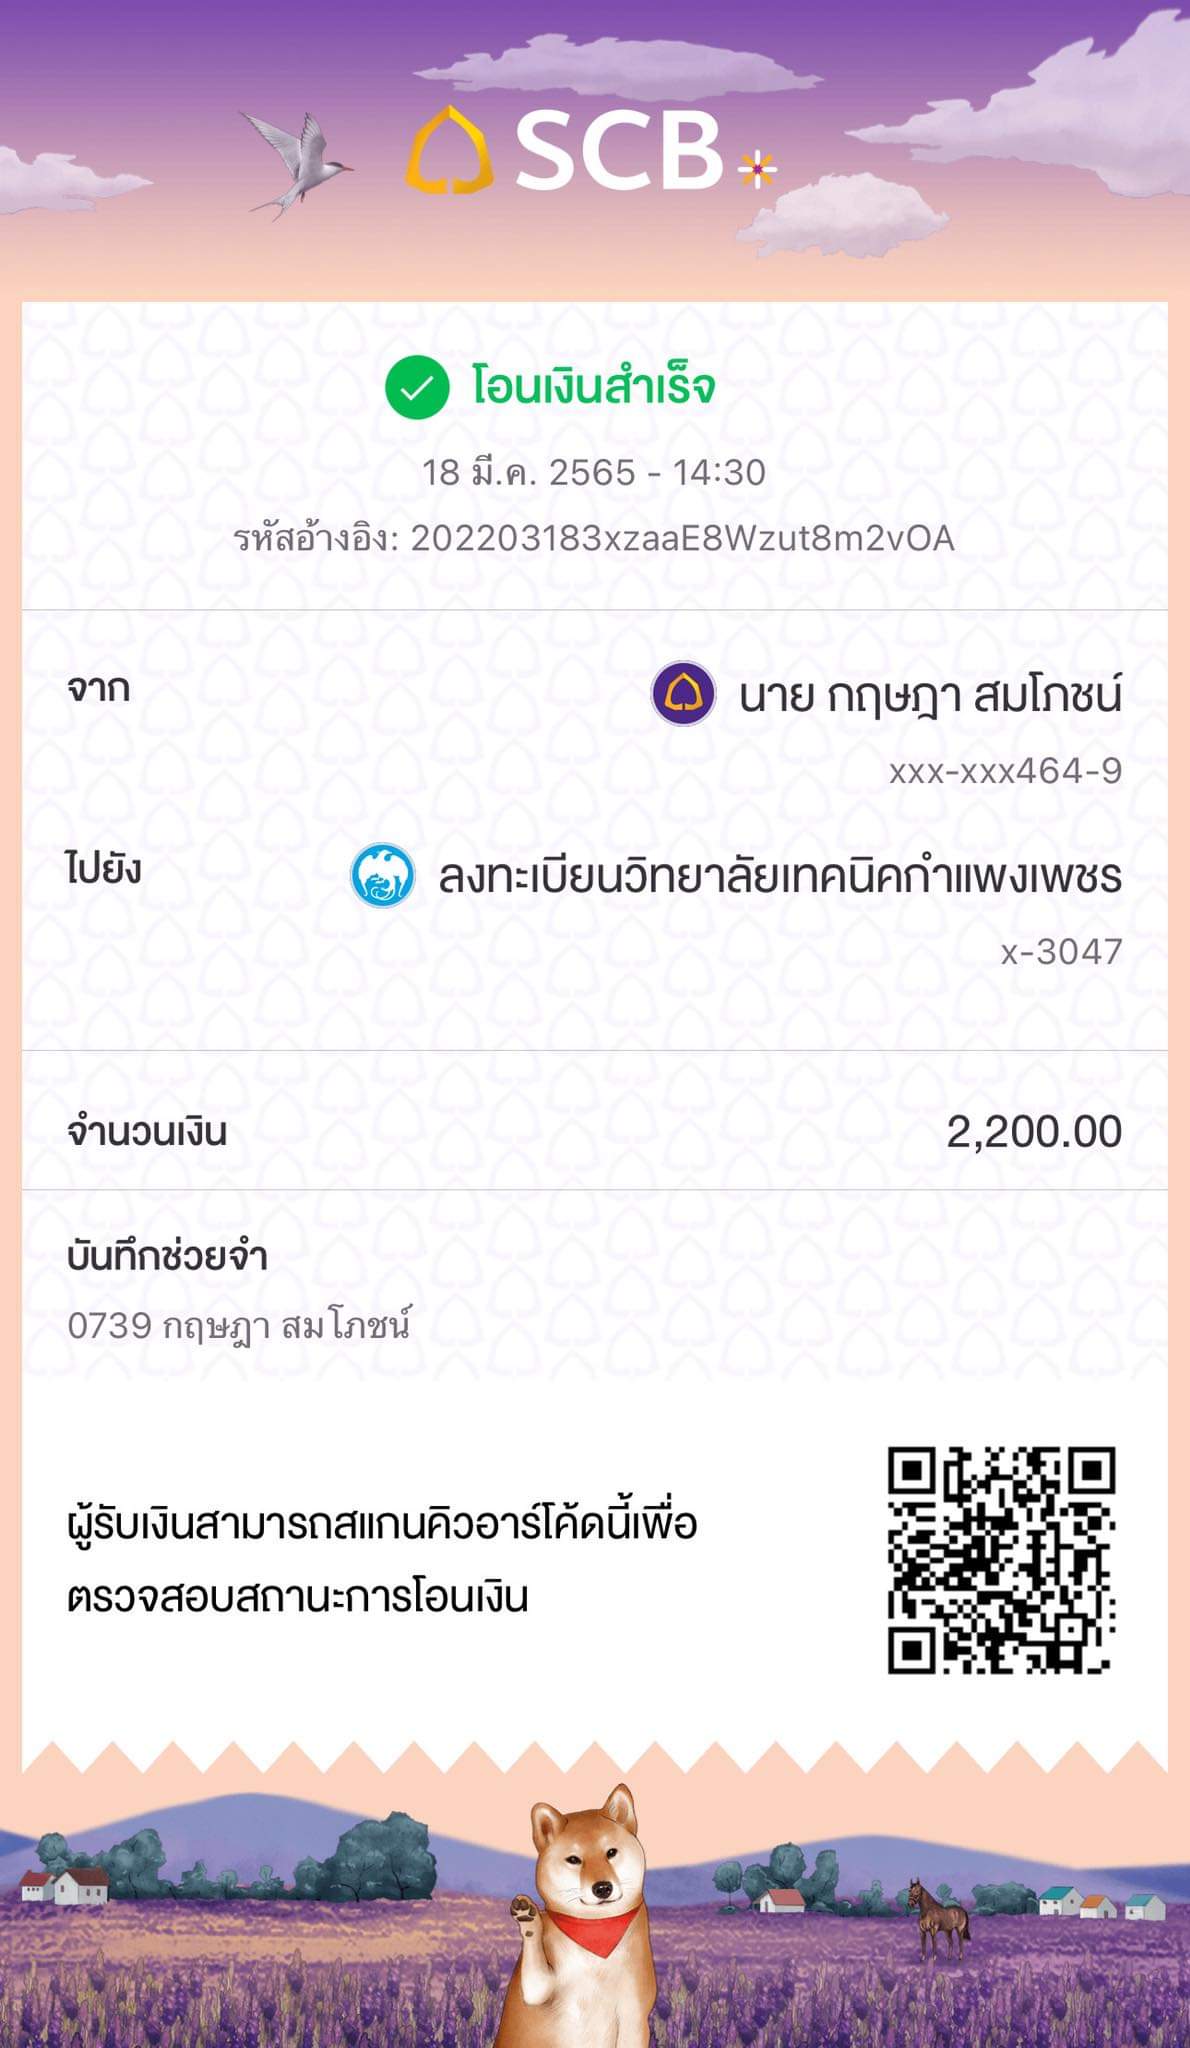 SCB
โอนเงินสำเร็จ
18 มี.ค. 2565 - 14:30
รหัสอ้างอิง: 202203183xzaaE8Wzut8m2vOA
จาก
นาย กฤษฎา สมโภชน์
xxx-xxx464-9
ไปยัง
ลงทะเบียนวิทยาลัยเทคนิคกำแพงเพชร
x-3047
จำนวนเงิน
2,200.00
บันทึกช่วยจำ
0739 กฤษฎา สมโภชน์
ผู้รับเงินสามารถสแกนคิวอาร์โค้ดนี้เพื่อ
ตรวจสอบสถานะการโอนเงิน